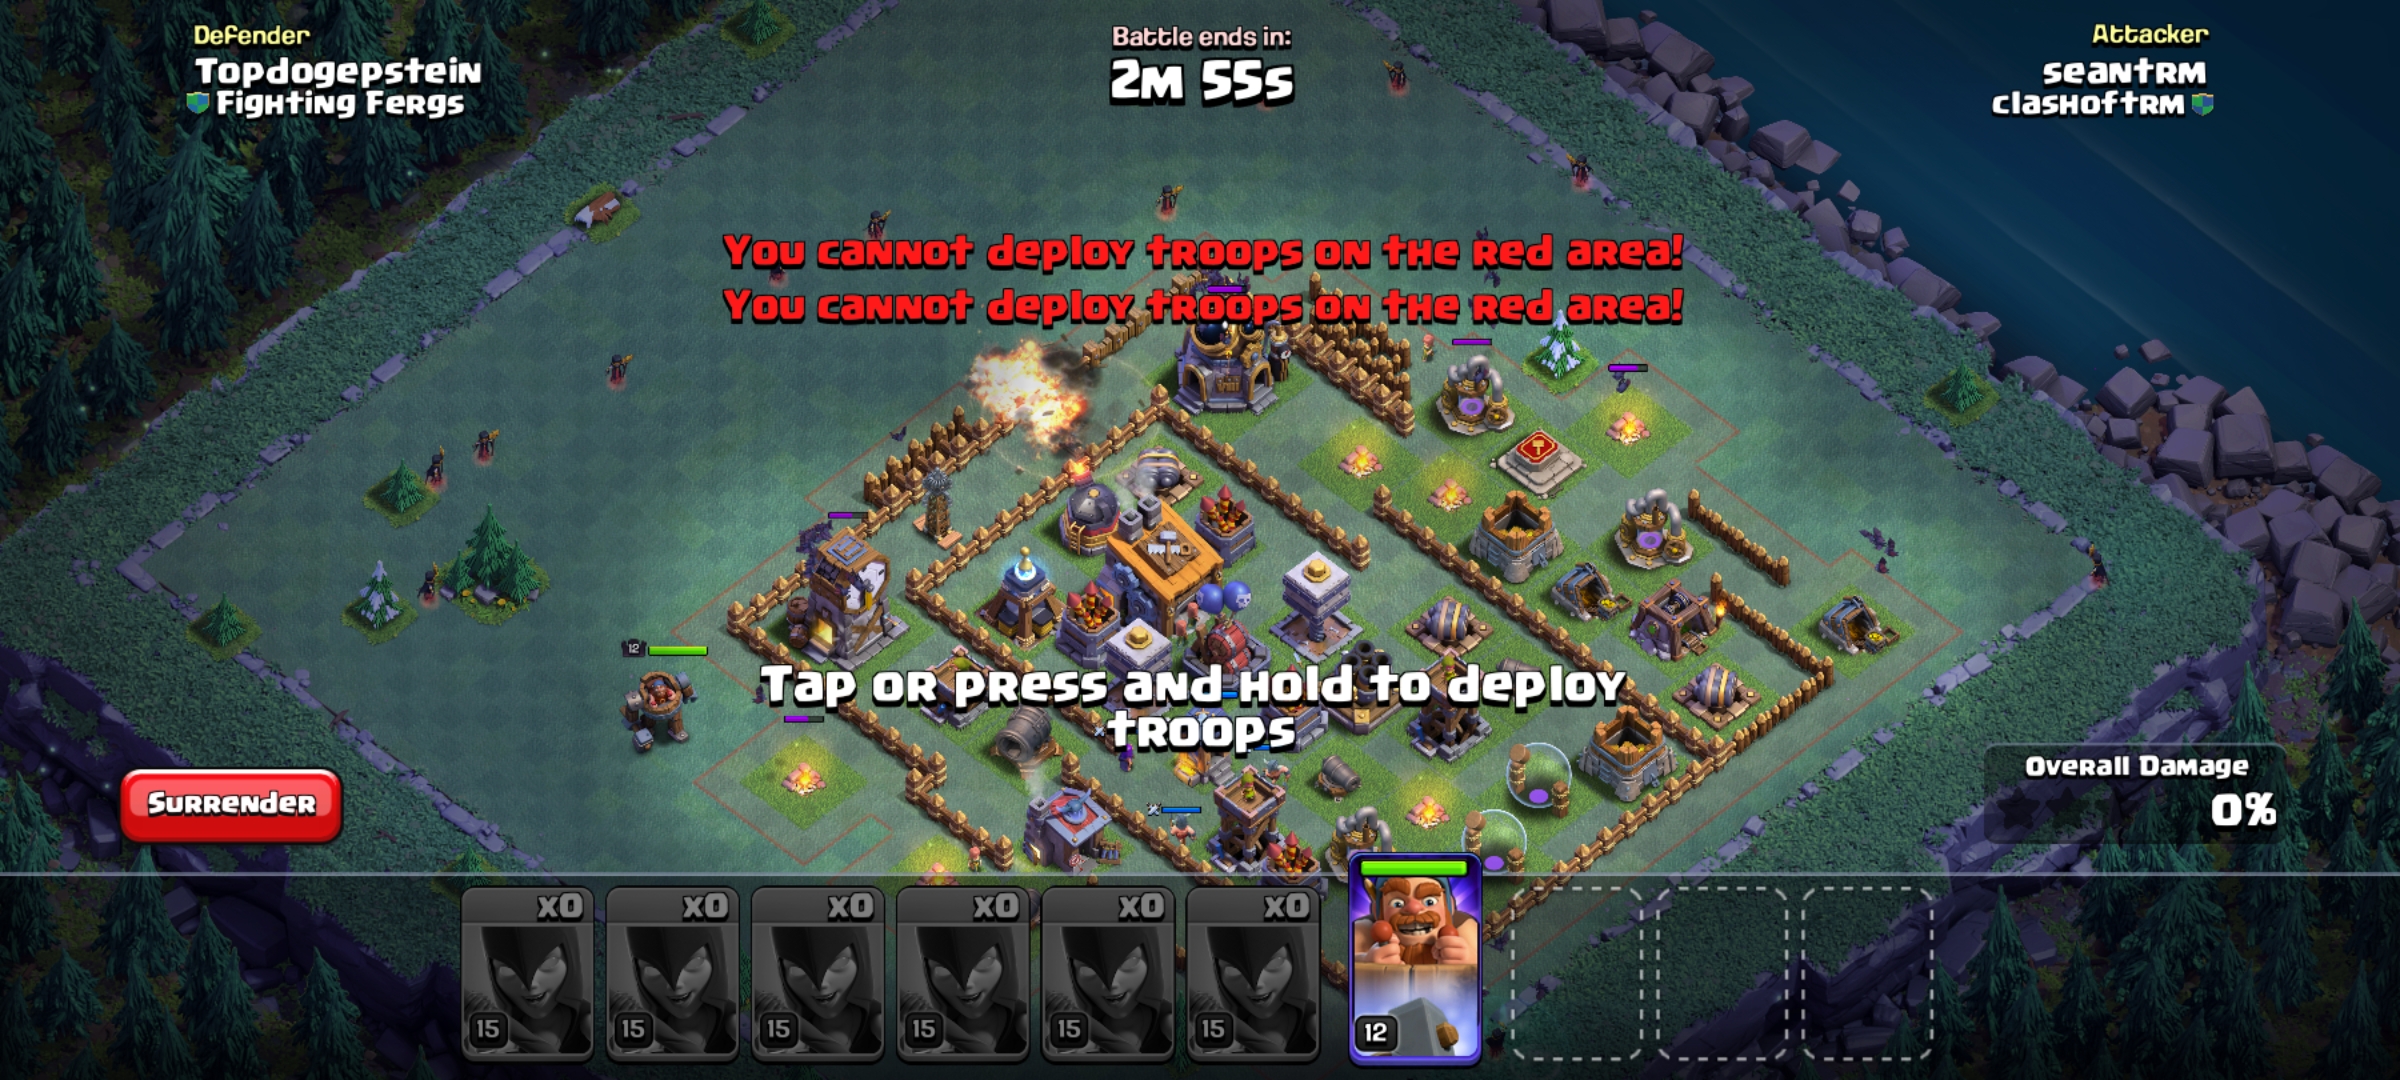 Defender
Topdogepstein
Fighting Fergs
Battle ends in:
2M 55s
Attacker
seantrm
clashoftrm
You cannot deploy troops on the red area!
You cannot deploy troops on the red area!
12
Tap or press and hold to deploy
troops
Surrender
Overall Damage
0%
x0 x0 x0 x0 x0 x0
15 15 15 15 15 15 12